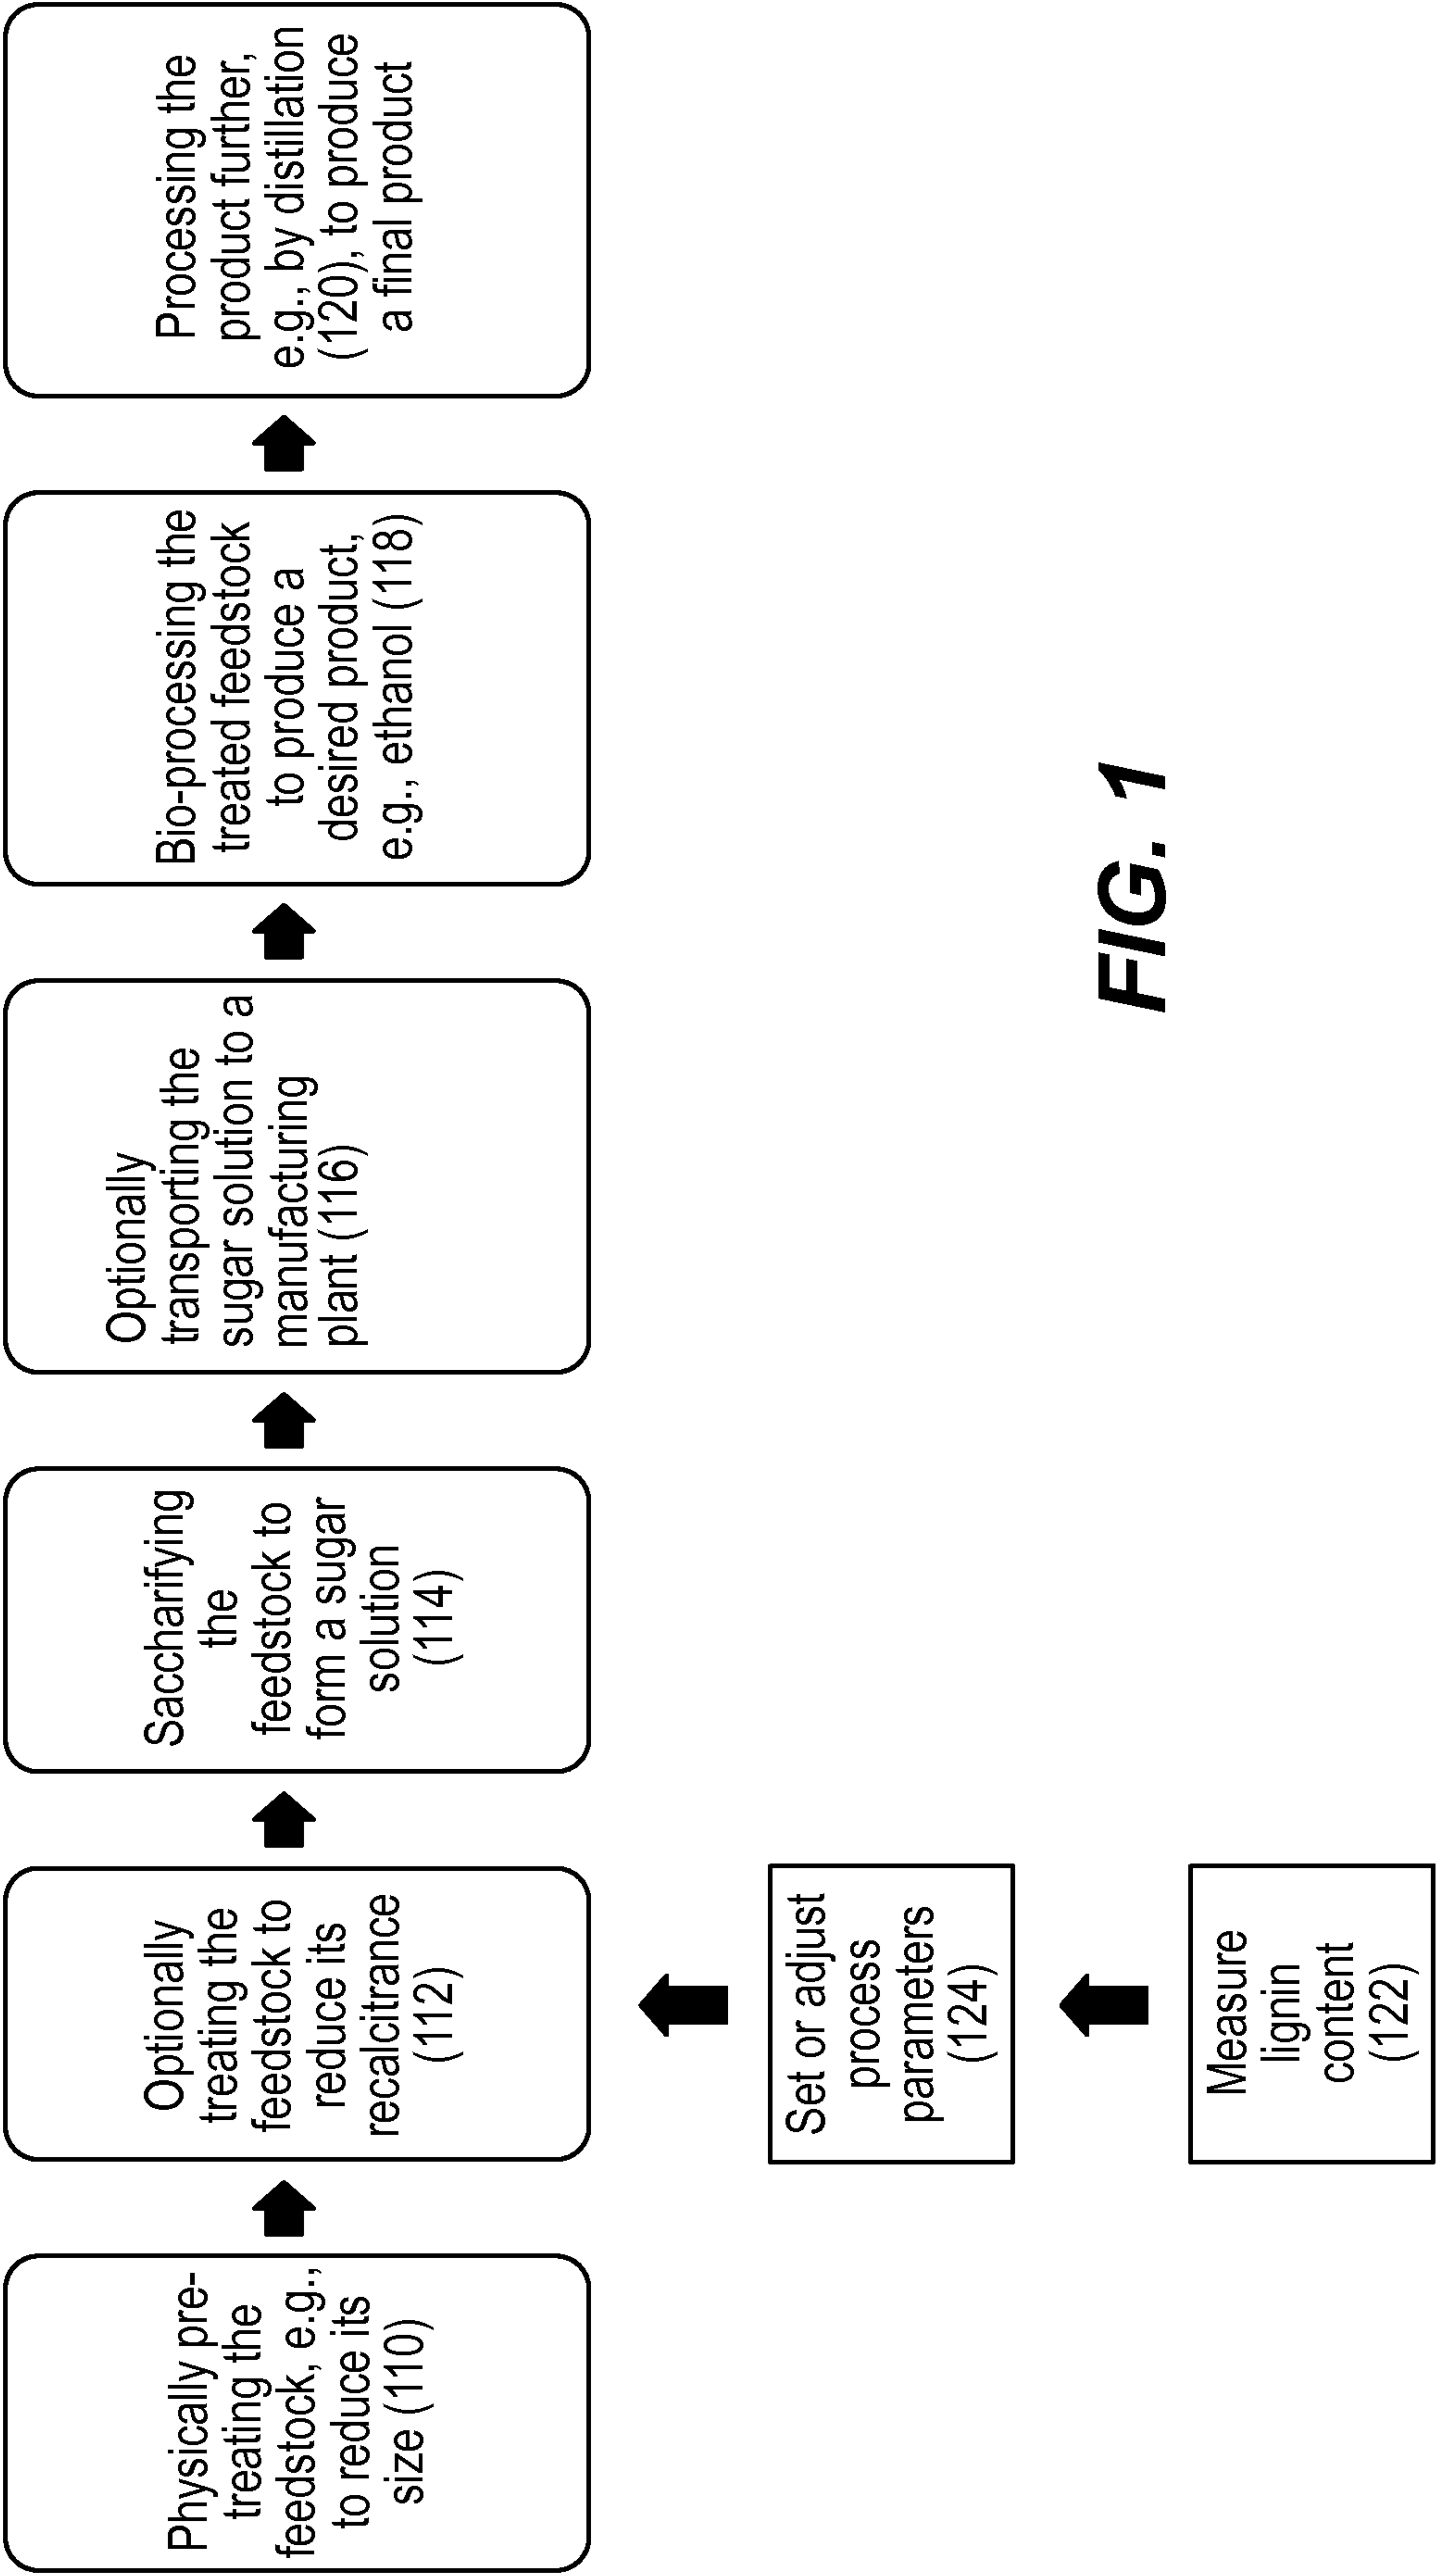 Physically pre-
treating the
feedstock, e.g.,
to reduce its
size (110)
Optionally
treating the
feedstock to
reduce its
recalcitrance
(112)
Saccharifying
the
feedstock to
form a sugar
solution
(114)
Optionally
transporting the
sugar solution to a
manufacturing
plant (116)
Bio-processing the
treated feedstock
to produce a
desired product,
e.g., ethanol (118)
Processing the
product further,
e.g., by distillation
(120), to produce
a final product
Set or adjust
process
parameters
(124)
Measure
lignin
content
(122)
FIG. 1